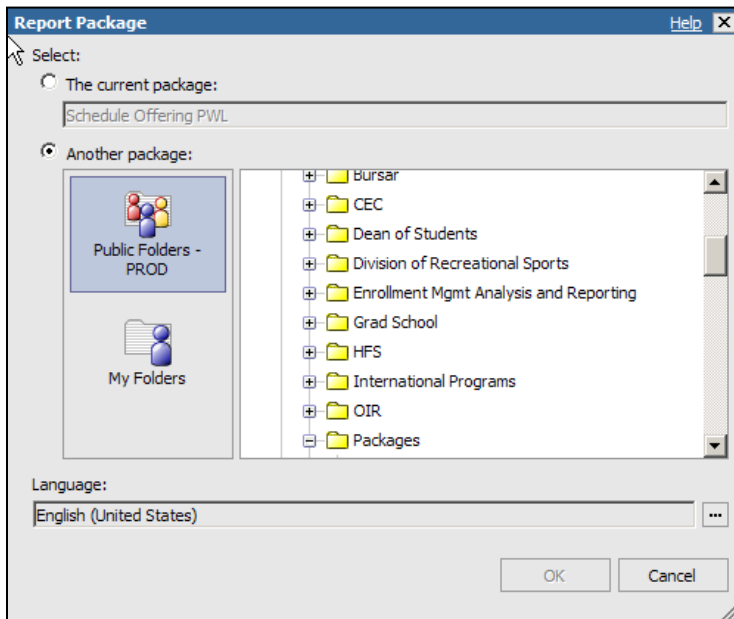 Report Package
Help
Select:
The current package:
Schedule Offering PWL
Another package:
Public Folders -
PROD
My Folders
Bursar
CEC
Dean of Students
Division of Recreational Sports
Enrollment Mgmt Analysis and Reporting
Grad School
HFS
International Programs
OIR
Packages
Language:
English (United States)
...
OK
Cancel